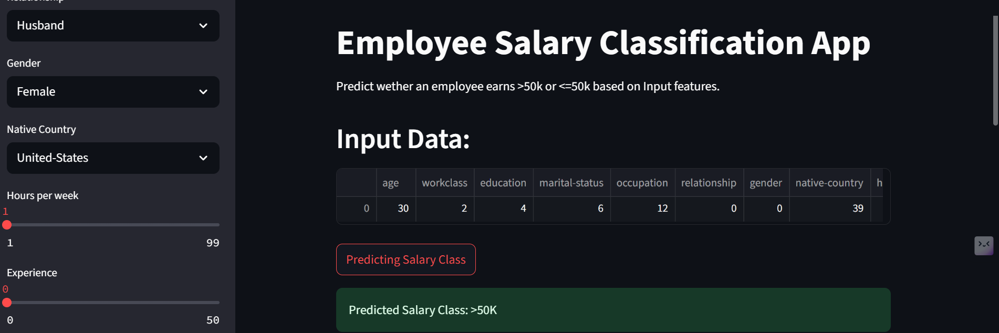 Relationship
Husband
Gender
Female
Native Country
United-States
Hours per week
1
1 99
Experience
0
0 50
Employee Salary Classification App
Predict wether an employee earns >50k or <=50k based on Input features.
Input Data:
age workclass education marital-status occupation relationship gender native-country h
0 30 2 4 6 12 0 0 39
Predicting Salary Class
Predicted Salary Class: >50K